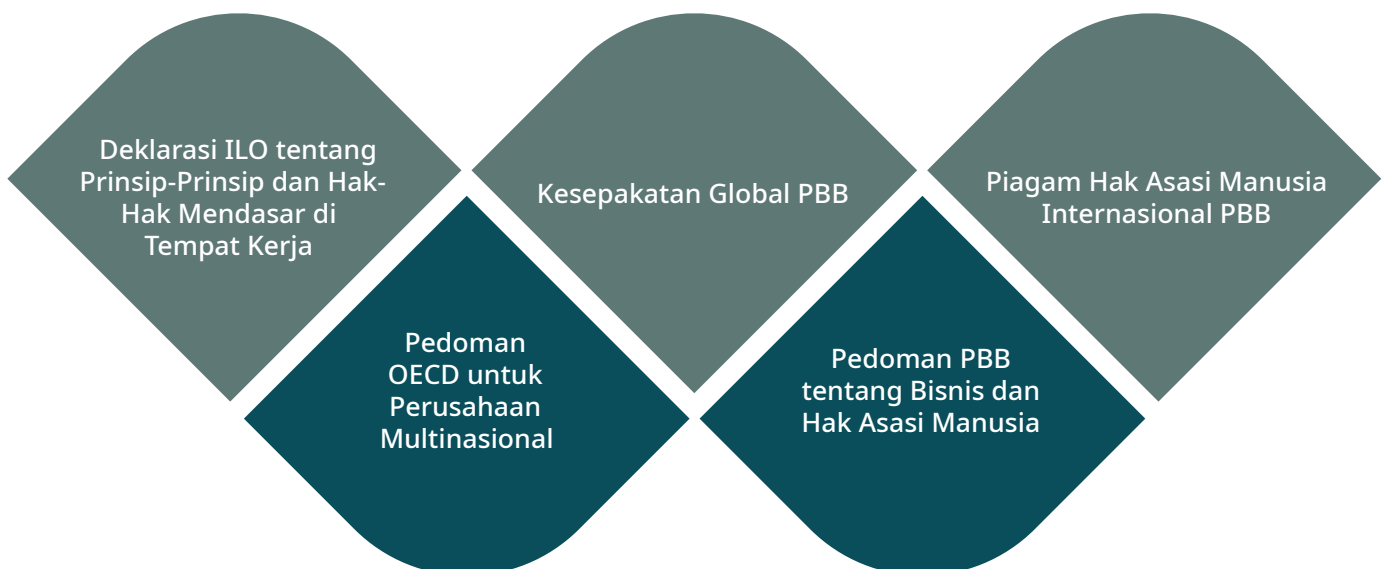 Deklarasi ILO tentang
Prinsip-Prinsip dan Hak-
Hak Mendasar di
Tempat Kerja
Kesepakatan Global PBB
Piagam Hak Asasi Manusia
Internasional PBB
Pedoman
OECD untuk
Perusahaan
Multinasional
Pedoman PBB
tentang Bisnis dan
Hak Asasi Manusia